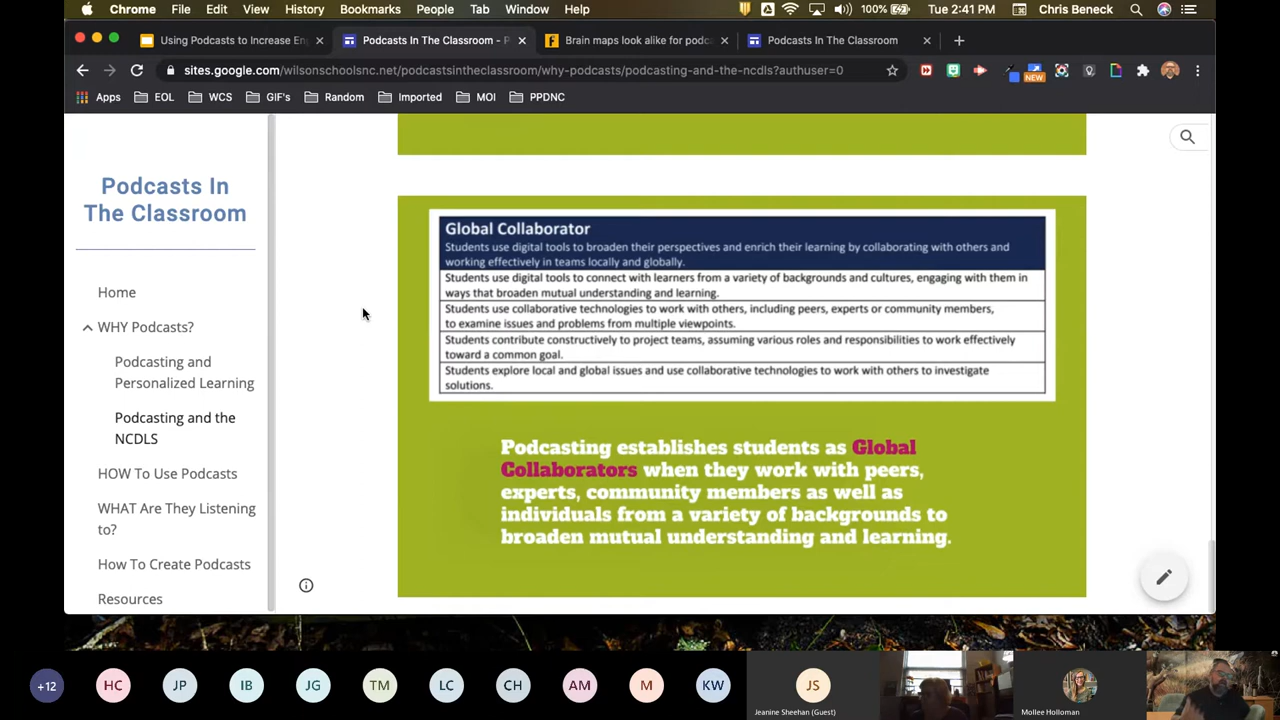 Chrome File Edit View History Bookmarks People Tab Window Help 100% Tue 2:41 PM Chris Beneck
Using Podcasts to Increase En Podcasts In The Classroom - P Brain maps look alike for podc Podcasts In The Classroom
sites.google.com/wilsonschoolsnc.net/podcastsintheclassroom/why-podcasts/podcasting-and-the-ncdls?authuser=0
NEW
Apps EOL WCS GIF's Random Imported MOI PPDNC
Podcasts In
The Classroom
Home
WHY Podcasts?
Podcasting and
Personalized Learning
Podcasting and the
NCDLS
HOW To Use Podcasts
WHAT Are They Listening
to?
How To Create Podcasts
Resources
Global Collaborator
Students use digital tools to broaden their perspectives and enrich their learning by collaborating with others and
working effectively in teams locally and globally.
Students use digital tools to connect with learners from a variety of backgrounds and cultures, engaging with them in
ways that broaden mutual understanding and learning.
Students use collaborative technologies to work with others, including peers, experts or community members,
to examine issues and problems from multiple viewpoints.
Students contribute constructively to project teams, assuming various roles and responsibilities to work effectively
toward a common goal.
Students explore local and global issues and use collaborative technologies to work with others to investigate
solutions.
Podcasting establishes students as Global
Collaborators when they work with peers,
experts, community members as well as
individuals from a variety of backgrounds to
broaden mutual understanding and learning.
+12 HC JP IB JG TM LC CH AM M KW JS
Jeanine Sheehan (Guest) Mollee Holloman